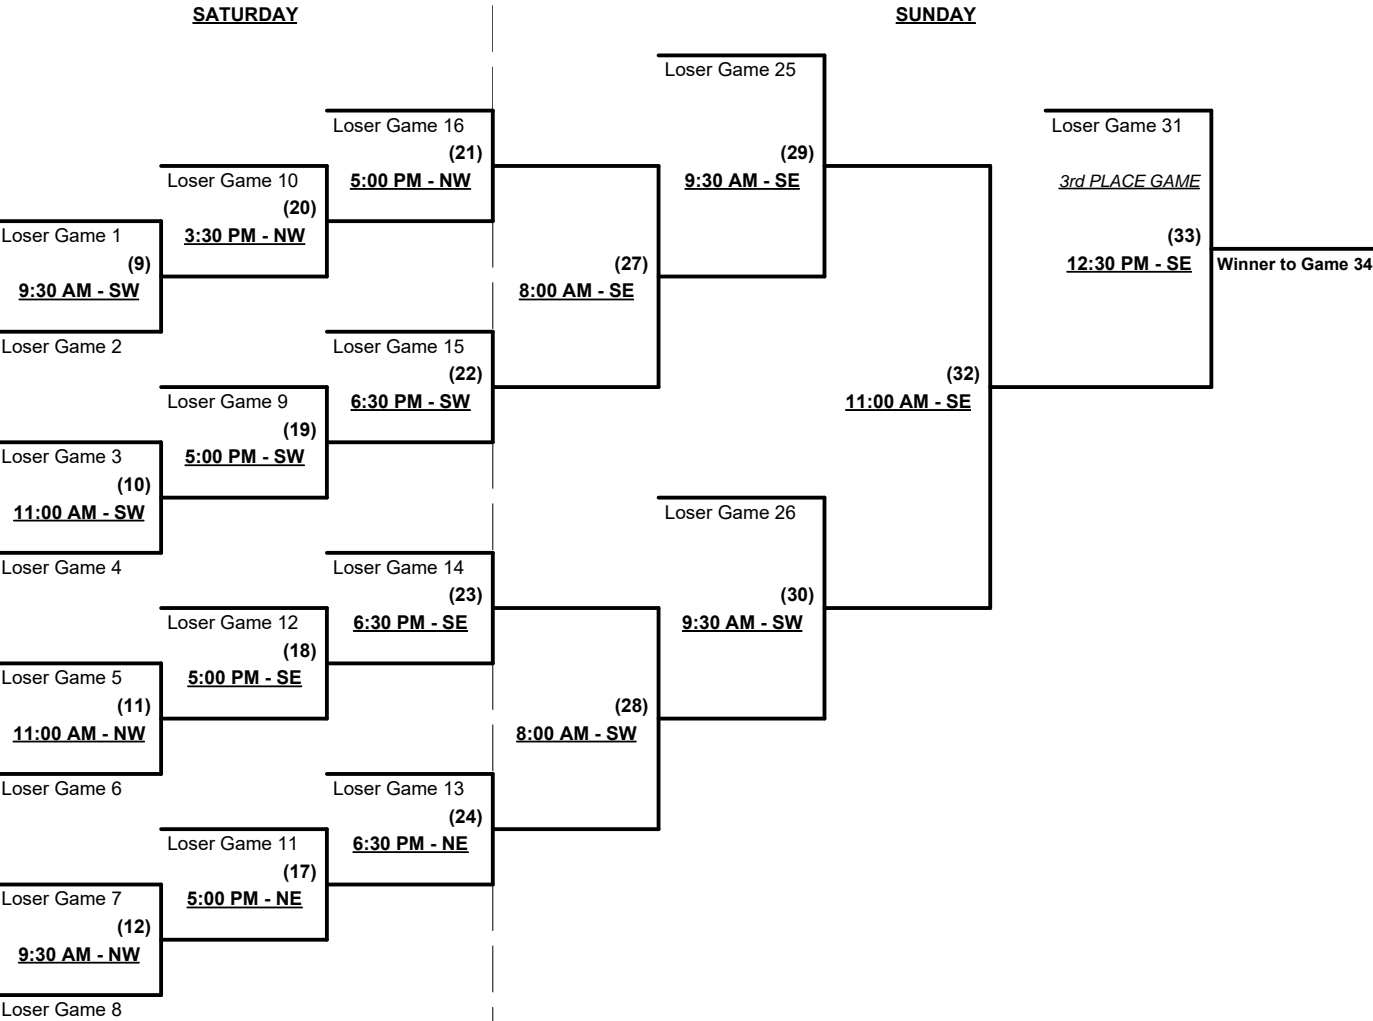 SATURDAY
SUNDAY
Loser Game 25
Loser Game 16
(21)
5:00 PM - NW
Loser Game 31
(29)
9:30 AM - SE
3rd PLACE GAME
Loser Game 10
(20)
3:30 PM - NW
Loser Game 1
(9)
9:30 AM - SW
(33)
12:30 PM - SE
Winner to Game 34
(27)
8:00 AM - SE
Loser Game 2
Loser Game 15
(22)
6:30 PM - SW
(32)
11:00 AM - SE
Loser Game 9
(19)
5:00 PM - SW
Loser Game 3
(10)
11:00 AM - SW
Loser Game 26
Loser Game 4
Loser Game 14
(23)
6:30 PM - SE
(30)
9:30 AM - SW
Loser Game 12
(18)
5:00 PM - SE
Loser Game 5
(11)
11:00 AM - NW
(28)
8:00 AM - SW
Loser Game 6
Loser Game 13
(24)
6:30 PM - NE
Loser Game 11
(17)
5:00 PM - NE
Loser Game 7
(12)
9:30 AM - NW
Loser Game 8